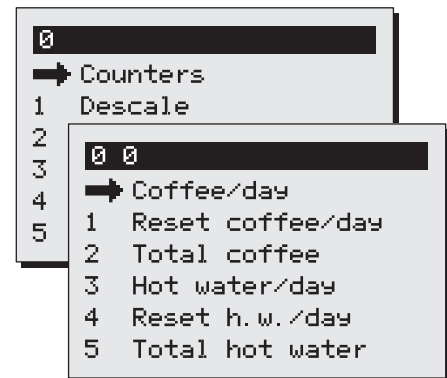 0
Counters
1 Descale
2
3
4
5
0 0
Coffee/day
1 Reset coffee/day
2 Total coffee
3 Hot water/day
4 Reset h.w./day
5 Total hot water